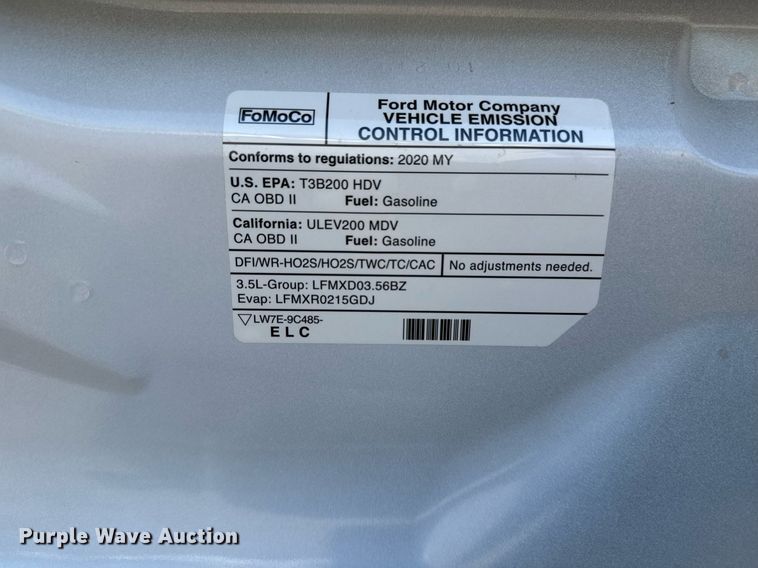 FoMoCo
Ford Motor Company
VEHICLE EMISSION
CONTROL INFORMATION
Conforms to regulations: 2020 MY
U.S. EPA: T3B200 HDV
CA OBD II Fuel: Gasoline
California: ULEV200 MDV
CA OBD II Fuel: Gasoline
DFI/WR-HO2S/HO2S/TWC/TC/CAC No adjustments needed.
3.5L-Group: LFMXD03.56BZ
Evap: LFMXR0215GDJ
LW7E-9C485-
E L C
Purple Wave Auction